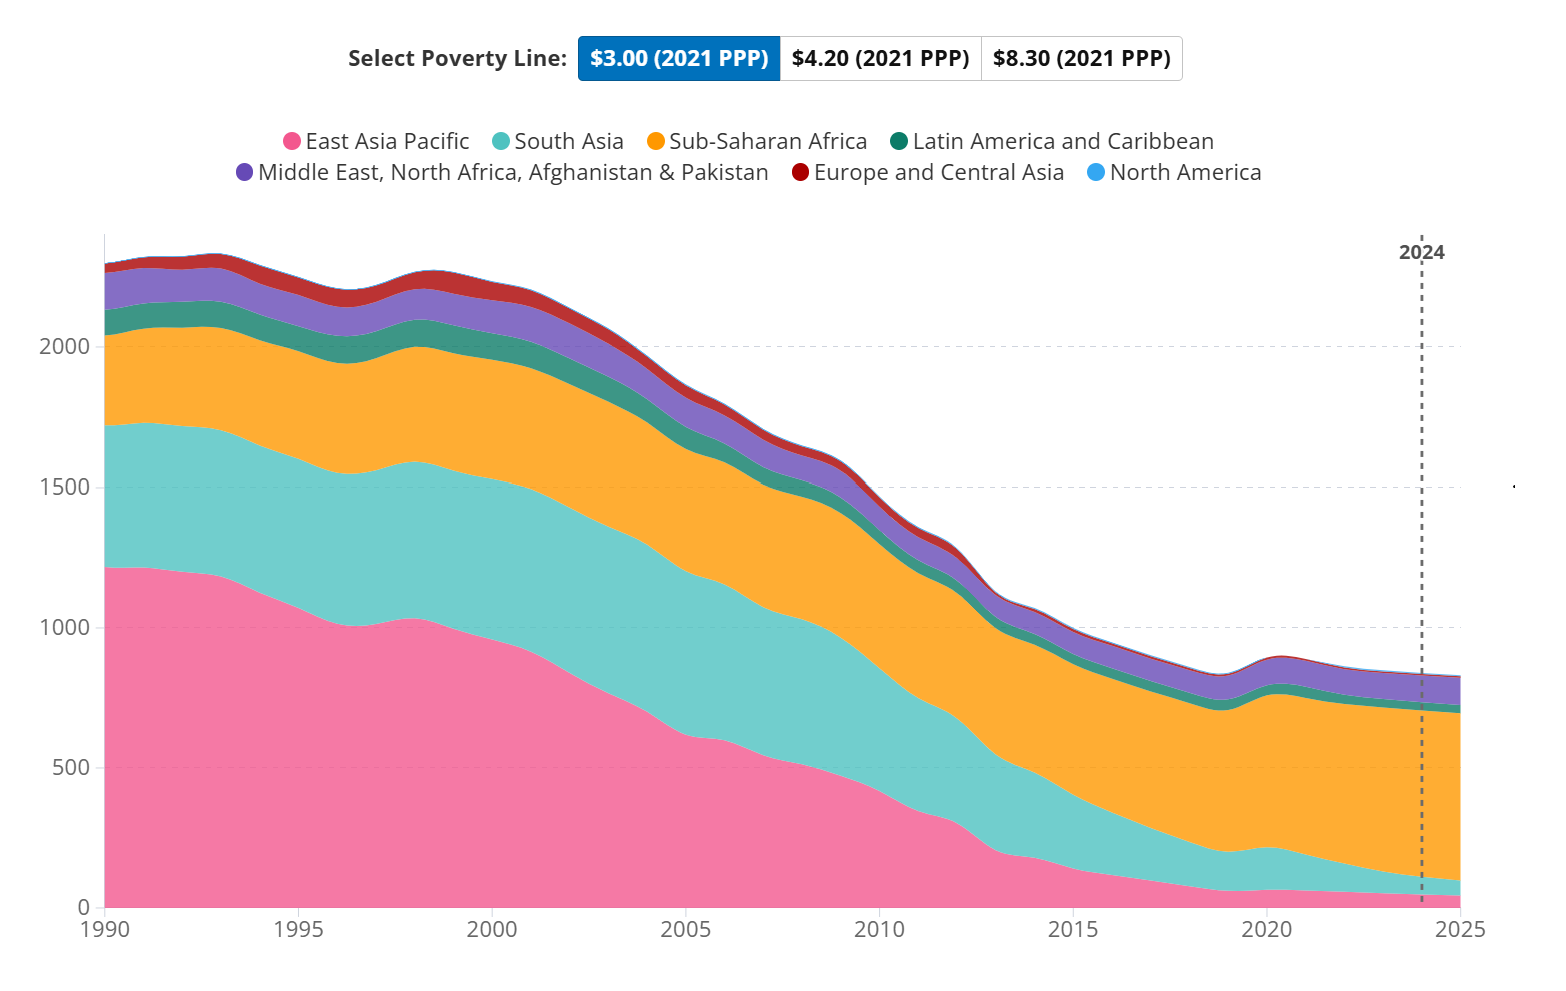 Select Poverty Line: $3.00 (2021 PPP) $4.20 (2021 PPP) $8.30 (2021 PPP)
East Asia Pacific South Asia Sub-Saharan Africa Latin America and Caribbean
Middle East, North Africa, Afghanistan & Pakistan Europe and Central Asia North America
2024
2000
1500
1000
500
0
1990 1995 2000 2005 2010 2015 2020 2025